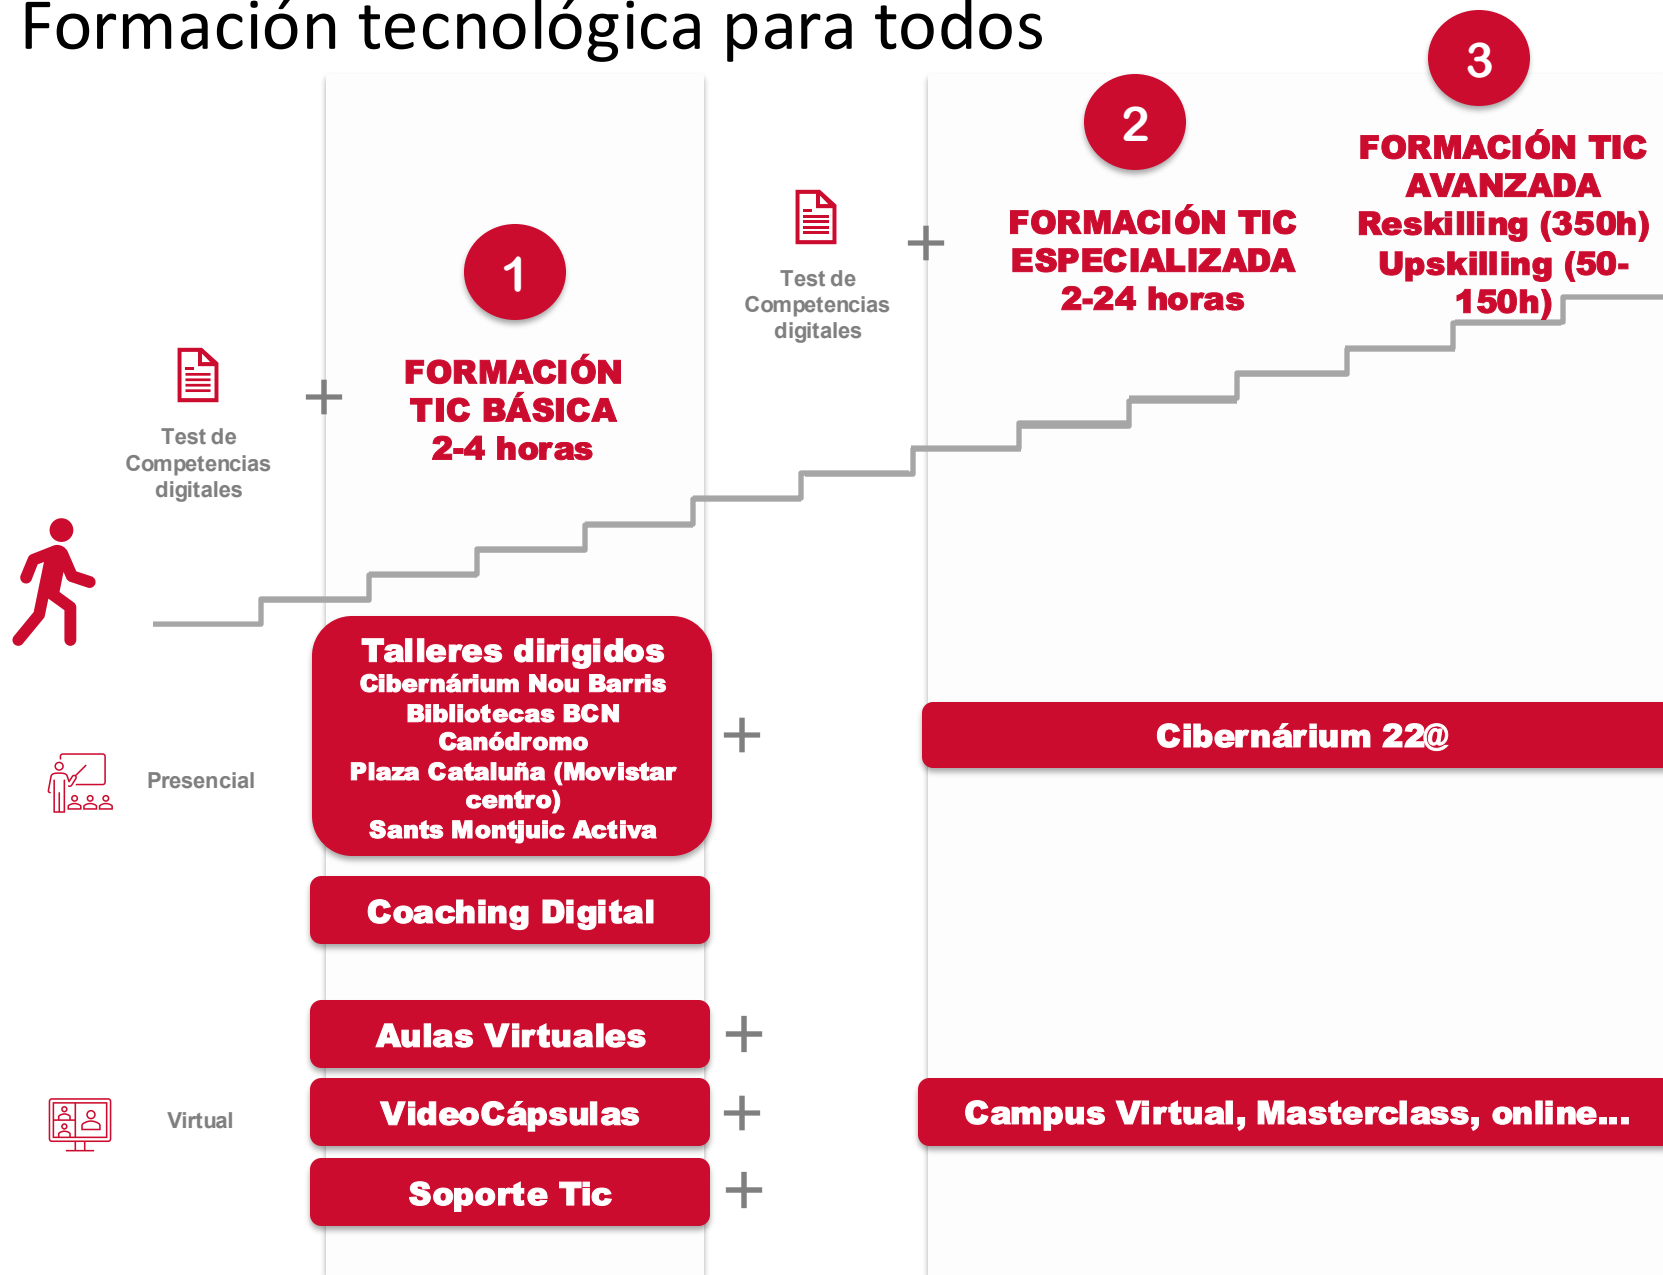 Formación tecnológica para todos
1
FORMACIÓN
TIC BÁSICA
2-4 horas
2
FORMACIÓN TIC
ESPECIALIZADA
2-24 horas
3
FORMACIÓN TIC
AVANZADA
Reskilling (350h)
Upskilling (50-
150h)
Test de
Competencias
digitales
+
Test de
Competencias
digitales
+
Presencial
Talleres dirigidos
Cibernárium Nou Barris
Bibliotecas BCN
Canódromo
Plaza Cataluña (Movistar
centro)
Sants Montjuic Activa
+
Cibernárium 22@
Coaching Digital
Virtual
Aulas Virtuales
+
VideoCápsulas
+
Campus Virtual, Masterclass, online...
Soporte Tic
+